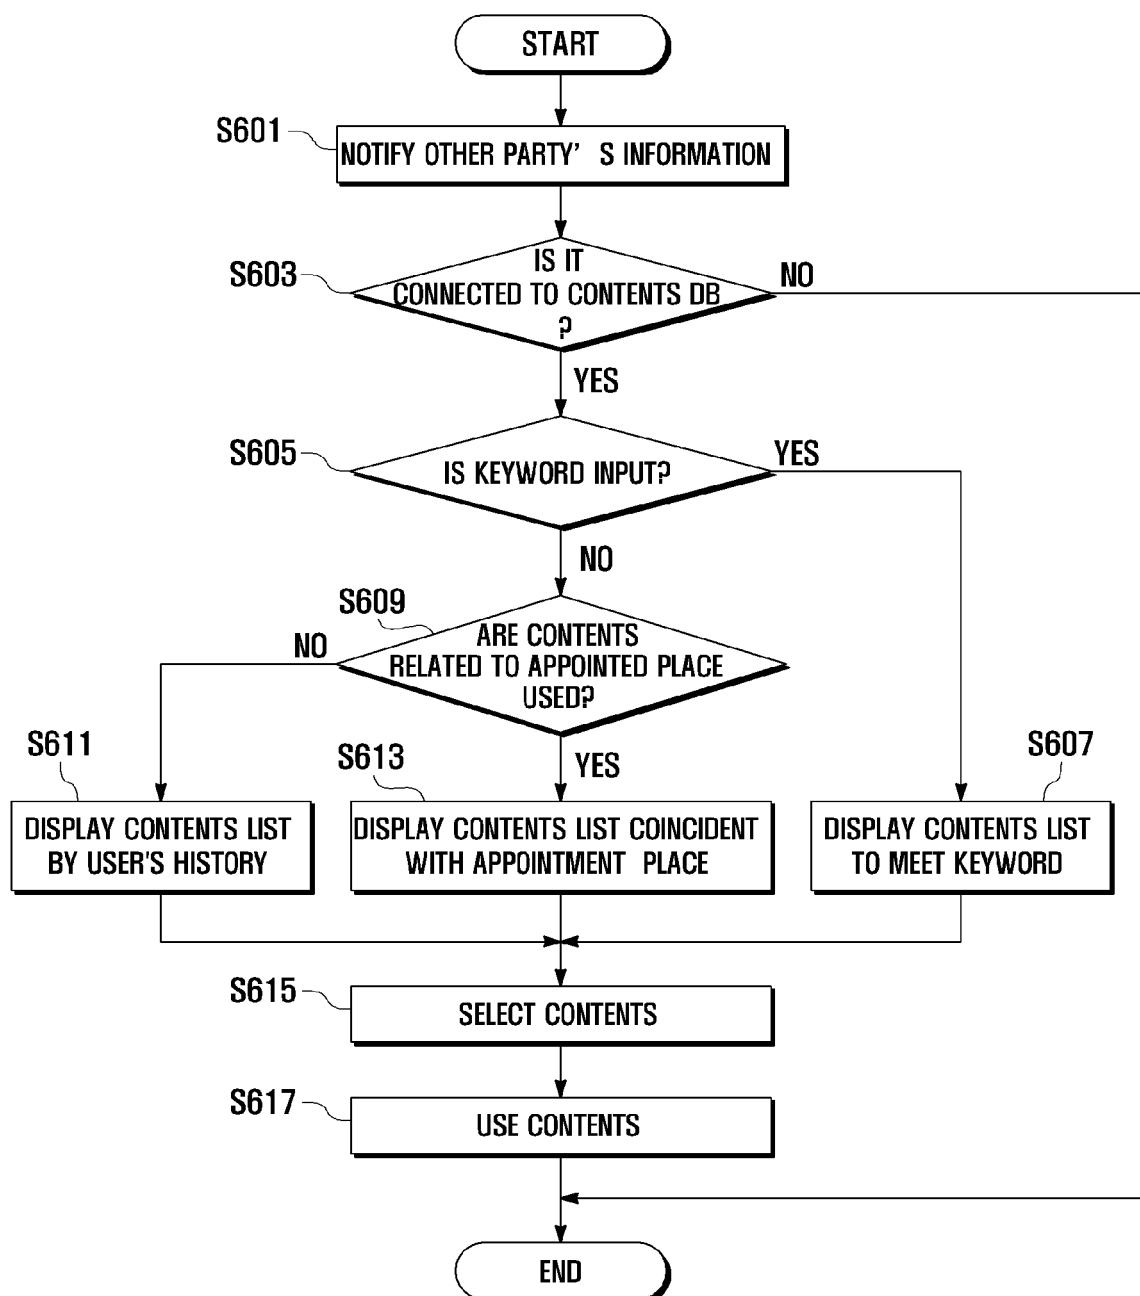 START
S601
NOTIFY OTHER PARTY' S INFORMATION
S603
IS IT
CONNECTED TO CONTENTS DB
?
NO
YES
S605
IS KEYWORD INPUT?
YES
NO
S609
ARE CONTENTS
RELATED TO APPOINTED PLACE
USED?
NO
YES
S611
DISPLAY CONTENTS LIST
BY USER'S HISTORY
S613
DISPLAY CONTENTS LIST COINCIDENT
WITH APPOINTMENT PLACE
S607
DISPLAY CONTENTS LIST
TO MEET KEYWORD
S615
SELECT CONTENTS
S617
USE CONTENTS
END